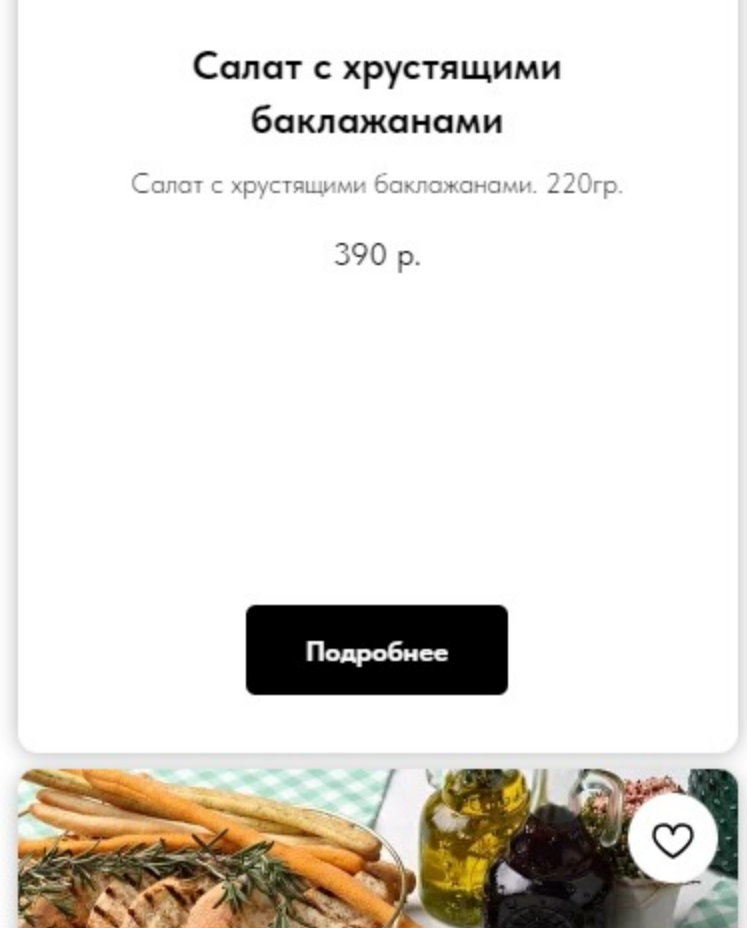 Салат с хрустящими
баклажанами
Салат с хрустящими баклажанами. 220гр.
390 р.
Подробнее